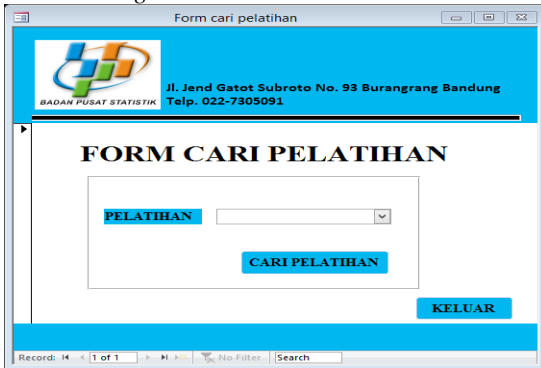 Form cari pelatihan
BADAN PUSAT STATISTIK
Jl. Jend Gatot Subroto No. 93 Burangrang Bandung
Telp. 022-7305091
FORM CARI PELATIHAN
PELATIHAN
CARI PELATIHAN
KELUAR
Record: 1 of 1 No Filter Search